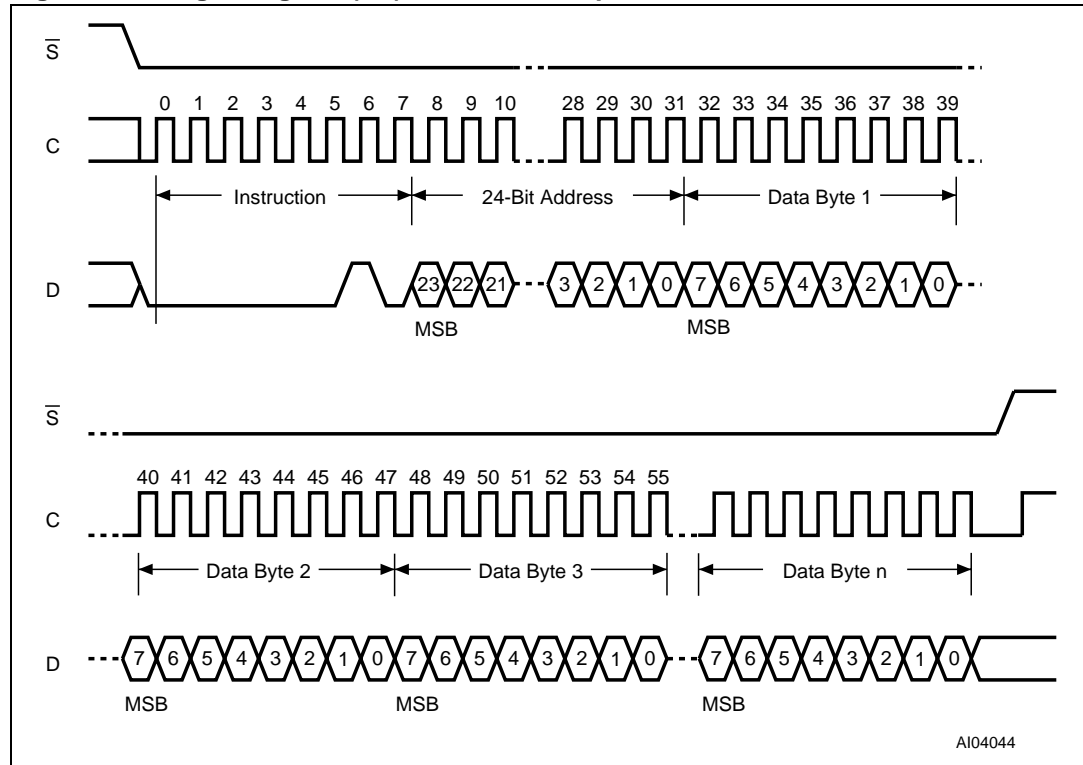 S
0 1 2 3 4 5 6 7 8 9 10 28 29 30 31 32 33 34 35 36 37 38 39
C
Instruction 24-Bit Address Data Byte 1
D 23 22 21 3 2 1 0 7 6 5 4 3 2 1 0
MSB MSB
S
40 41 42 43 44 45 46 47 48 49 50 51 52 53 54 55
C
Data Byte 2 Data Byte 3 Data Byte n
D 7 6 5 4 3 2 1 0 7 6 5 4 3 2 1 0 7 6 5 4 3 2 1 0
MSB MSB MSB
AI04044